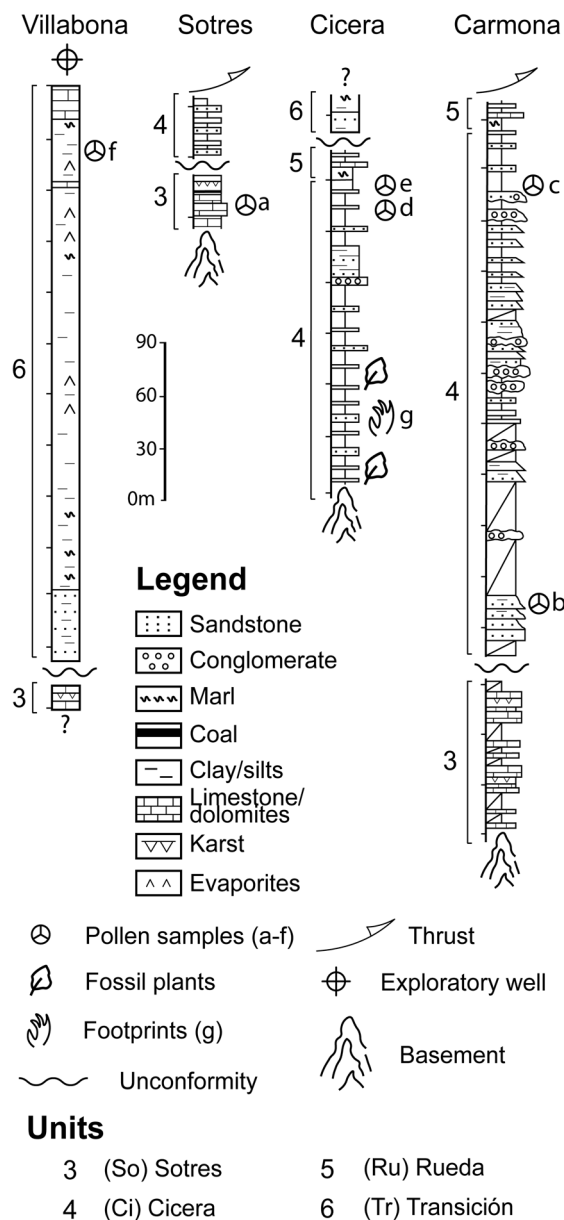 Villabona Sotres Cicera Carmona
?
6
5
4
f
5
e
c
3
a
d
90
4
6
60
4
g
30
0m
Legend
Sandstone
b
Conglomerate
3
?
Marl
Coal
3
Clay/silts
Limestone/
dolomites
Karst
Evaporites
Pollen samples (a-f) Thrust
Fossil plants Exploratory well
Footprints (g)
Basement
Unconformity
Units
3 (So) Sotres 5 (Ru) Rueda
4 (Ci) Cicera 6 (Tr) Transición